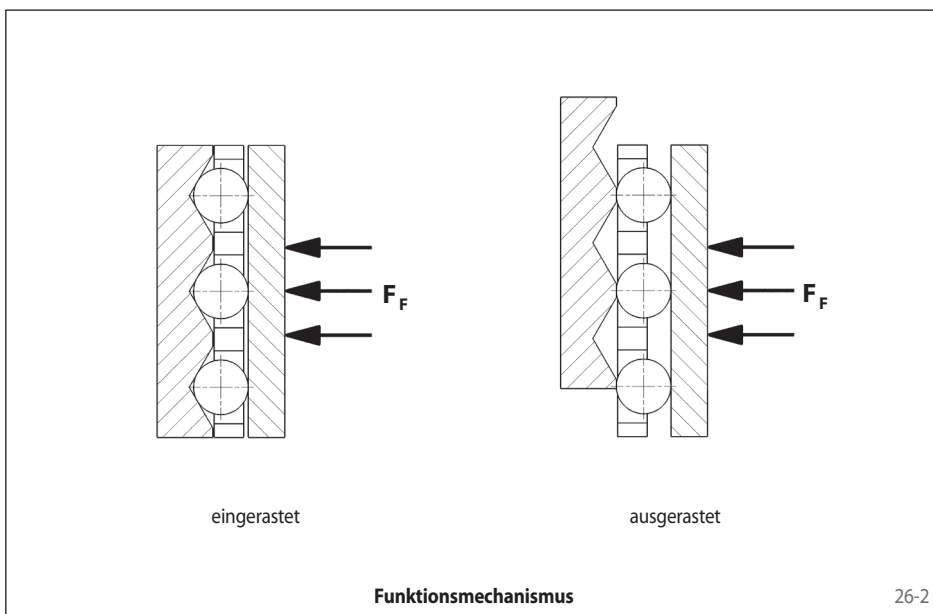 F_F
F_F
eingerastet
ausgerastet
Funktionsmechanismus
26-2